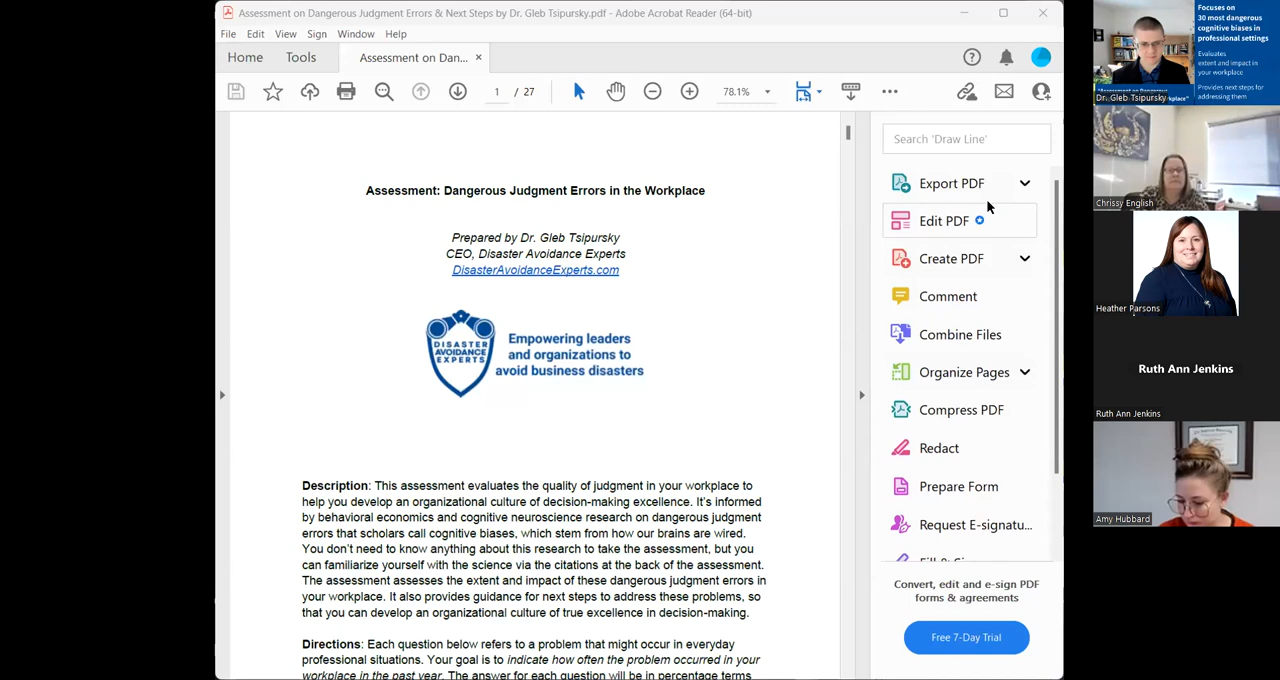 Assessment on Dangerous Judgment Errors & Next Steps by Dr. Gleb Tsipursky.pdf - Adobe Acrobat Reader (64-bit)
File Edit View Sign Window Help
Home Tools Assessment on Dan... ×
1 / 27 78.1%
Assessment: Dangerous Judgment Errors in the Workplace
Prepared by Dr. Gleb Tsipursky
CEO, Disaster Avoidance Experts
DisasterAvoidanceExperts.com
DISASTER
AVOIDANCE
EXPERTS
Empowering leaders
and organizations to
avoid business disasters
Description: This assessment evaluates the quality of judgment in your workplace to
help you develop an organizational culture of decision-making excellence. It's informed
by behavioral economics and cognitive neuroscience research on dangerous judgment
errors that scholars call cognitive biases, which stem from how our brains are wired.
You don't need to know anything about this research to take the assessment, but you
can familiarize yourself with the science via the citations at the back of the assessment.
The assessment assesses the extent and impact of these dangerous judgment errors in
your workplace. It also provides guidance for next steps to address these problems, so
that you can develop an organizational culture of true excellence in decision-making.
Directions: Each question below refers to a problem that might occur in everyday
professional situations. Your goal is to indicate how often the problem occurred in your
workplace in the past year. The answer for each question will be in percentage terms
Search 'Draw Line'
Export PDF
Edit PDF
Create PDF
Comment
Combine Files
Organize Pages
Compress PDF
Redact
Prepare Form
Request E-signatu...
Convert, edit and e-sign PDF
forms & agreements
Free 7-Day Trial
Focuses on
30 most dangerous
cognitive biases in
professional settings
Evaluates
extent and impact in
your workplace
Provides next steps for
addressing them
Dr. Gleb Tsipursky
Chrissy English
Heather Parsons
Ruth Ann Jenkins
Ruth Ann Jenkins
Amy Hubbard